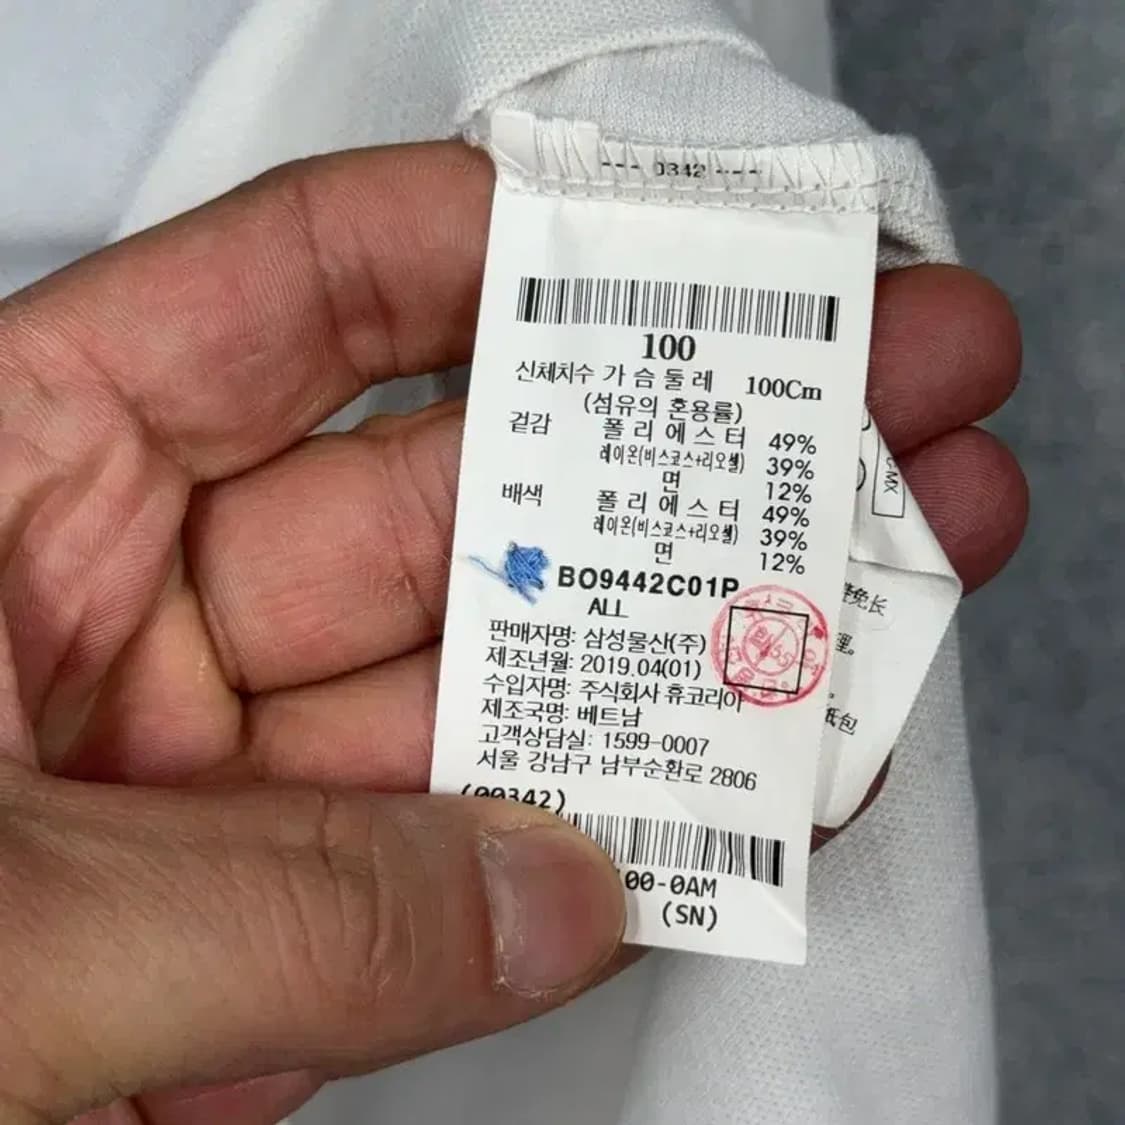 --- 0342 ---
100
신체치수 가 슴 둘 레 100Cm
(섬유의 혼용률)
겉감 폴 리 에 스 터 49%
레이온(비스코스+리오셀) 39%
면 12%
배색 폴 리 에 스 터 49%
레이온(비스코스+리오셀) 39%
면 12%
BO9442C01P
ALL
판매자명: 삼성물산(주)
제조년월: 2019.04(01)
수입자명: 주식회사 휴코리아
제조국명: 베트남
고객상담실: 1599-0007
서울 강남구 남부순환로 2806
(00342)
00-0AM
(SN)
免长
理。
纸包